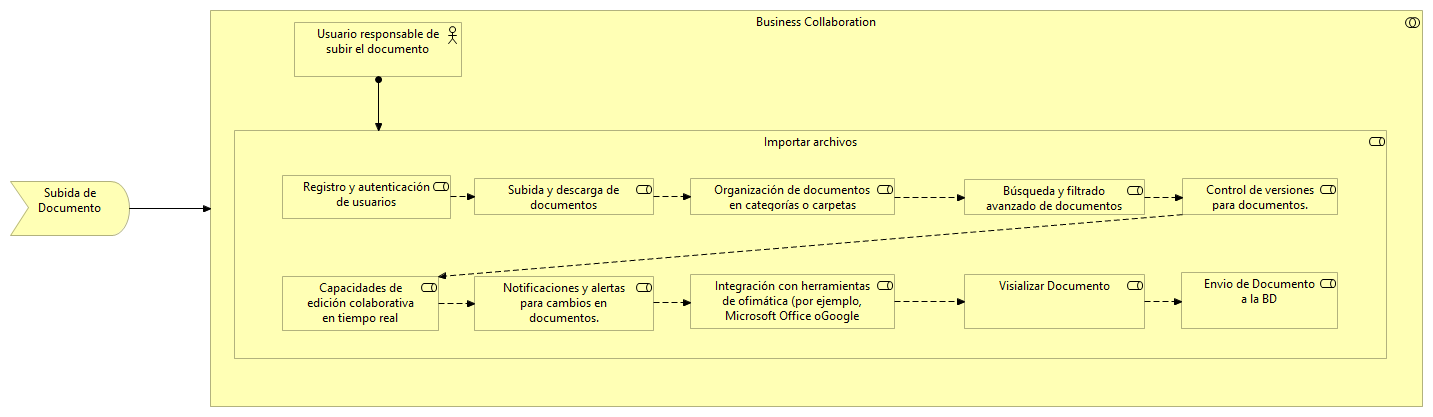 Business Collaboration
Usuario responsable de
subir el documento
Importar archivos
Subida de
Documento
Registro y autenticación
de usuarios
Subida y descarga de
documentos
Organización de documentos
en categorías o carpetas
Búsqueda y filtrado
avanzado de documentos
Control de versiones
para documentos.
Capacidades de
edición colaborativa
en tiempo real
Notificaciones y alertas
para cambios en
documentos.
Integración con herramientas
de ofimática (por ejemplo,
Microsoft Office oGoogle
Visializar Documento
Envio de Documento
a la BD